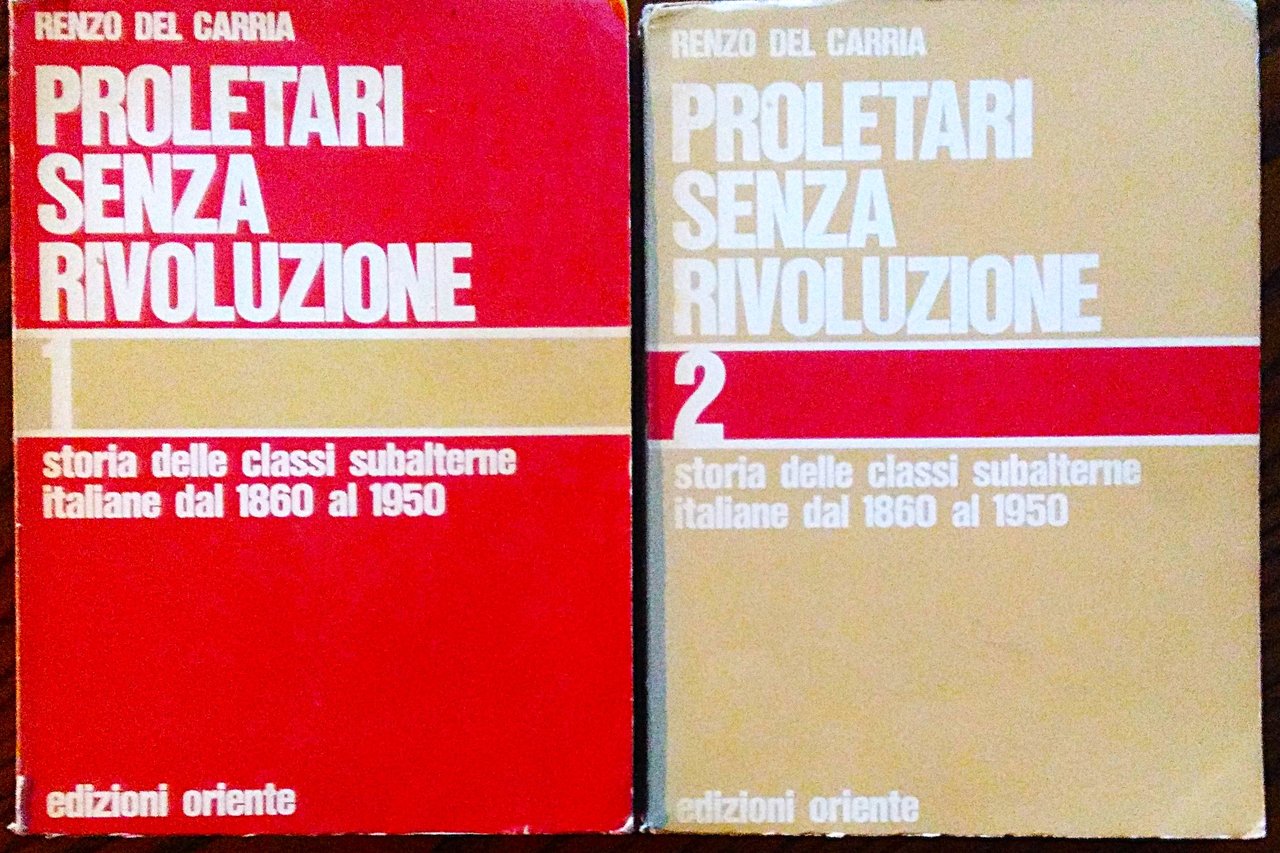 RENZO DEL CARRIA
PROLETARI
SENZA
RIVOLUZIONE
1
storia delle classi subalterne
italiane dal 1860 al 1950
edizioni oriente
RENZO DEL CARRIA
PROLETARI
SENZA
RIVOLUZIONE
2
storia delle classi subalterne
italiane dal 1860 al 1950
edizioni oriente